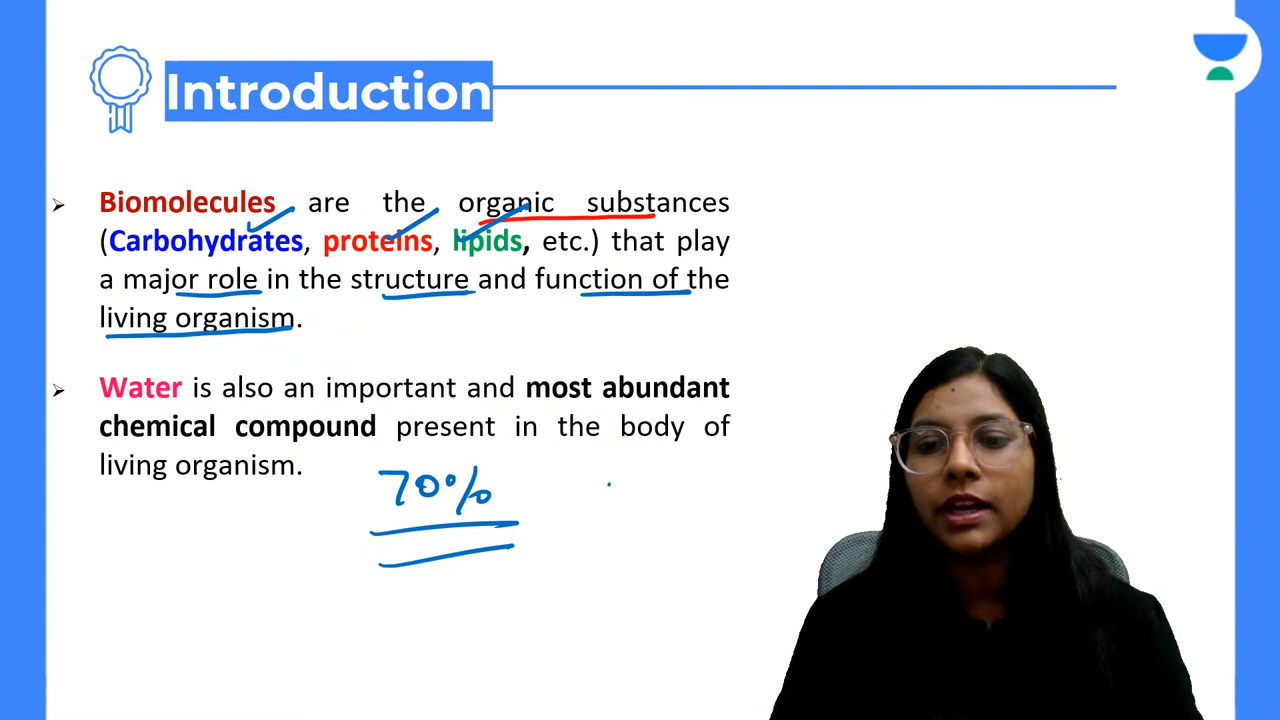 Introduction
Biomolecules are the organic substances
(Carbohydrates, proteins, lipids, etc.) that play
a major role in the structure and function of the
living organism.
Water is also an important and most abundant
chemical compound present in the body of
living organism.
70%